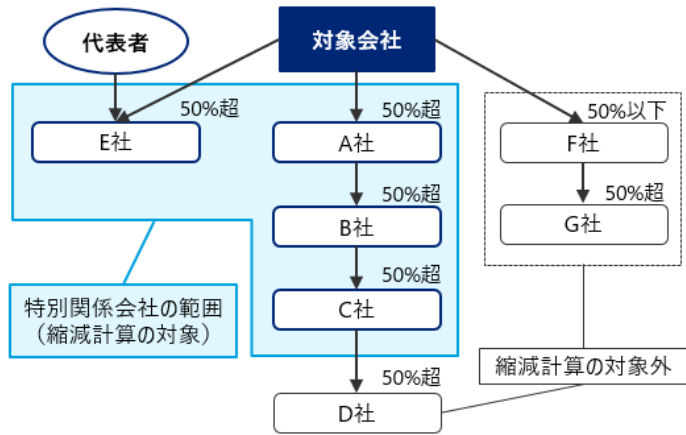 代表者
対象会社
50%超
50%超
50%以下
E社
A社
F社
50%超
50%超
B社
G社
50%超
特別関係会社の範囲
（縮減計算の対象）
C社
縮減計算の対象外
50%超
D社